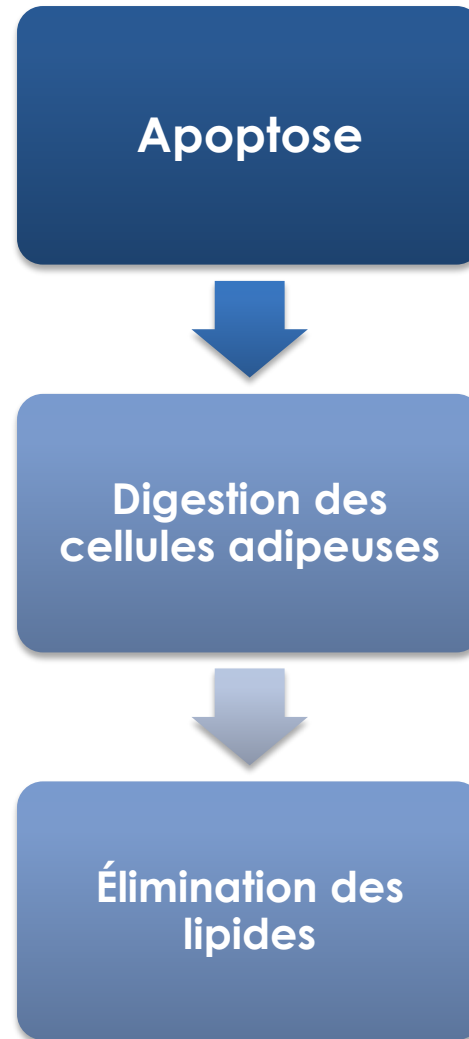 Apoptose
Digestion des
cellules adipeuses
Élimination des
lipides